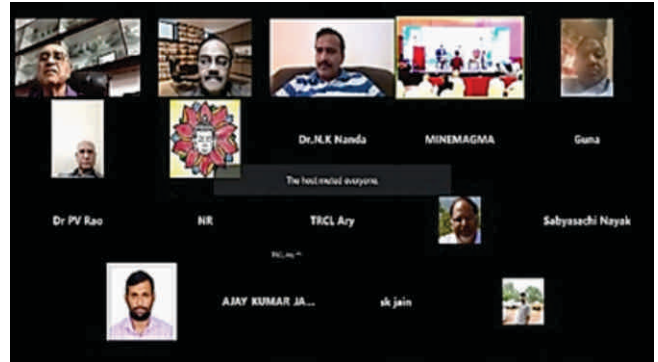 Dr.N.K Nanda
MINEMAGMA
Guna
The host muted everyone.
Dr PV Rao
NR
TRCL Ary
Sabyasachi Nayak
AJAY KUMAR JA...
sk jain